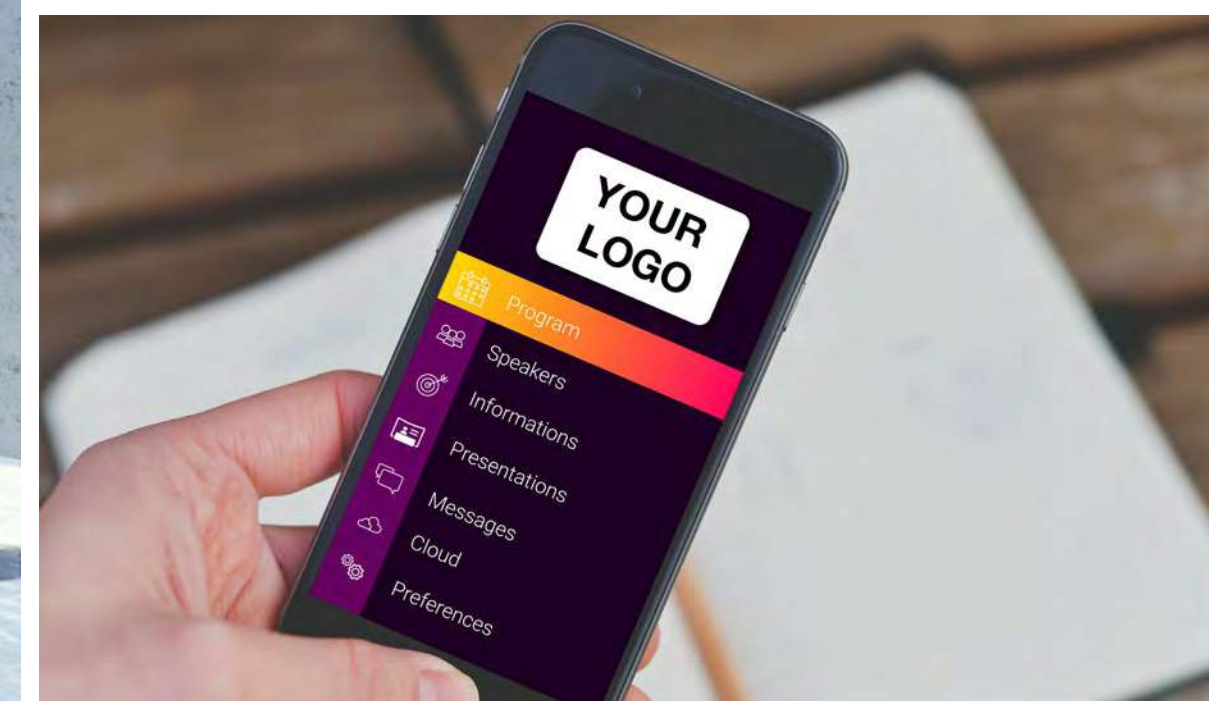 YOUR
LOGO
Program
Speakers
Informations
Presentations
Messages
Cloud
Preferences